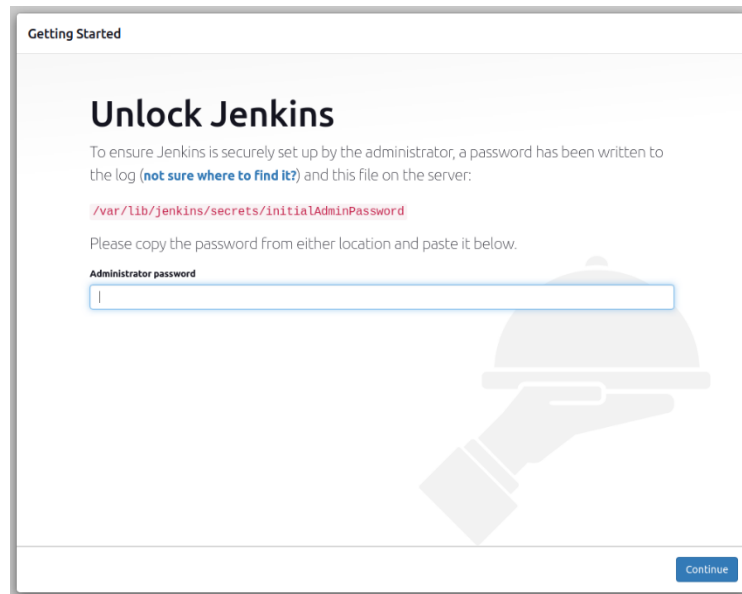 Getting Started
Unlock Jenkins
To ensure Jenkins is securely set up by the administrator, a password has been written to
the log (not sure where to find it?) and this file on the server:
/var/lib/jenkins/secrets/initialAdminPassword
Please copy the password from either location and paste it below.
Administrator password
Continue